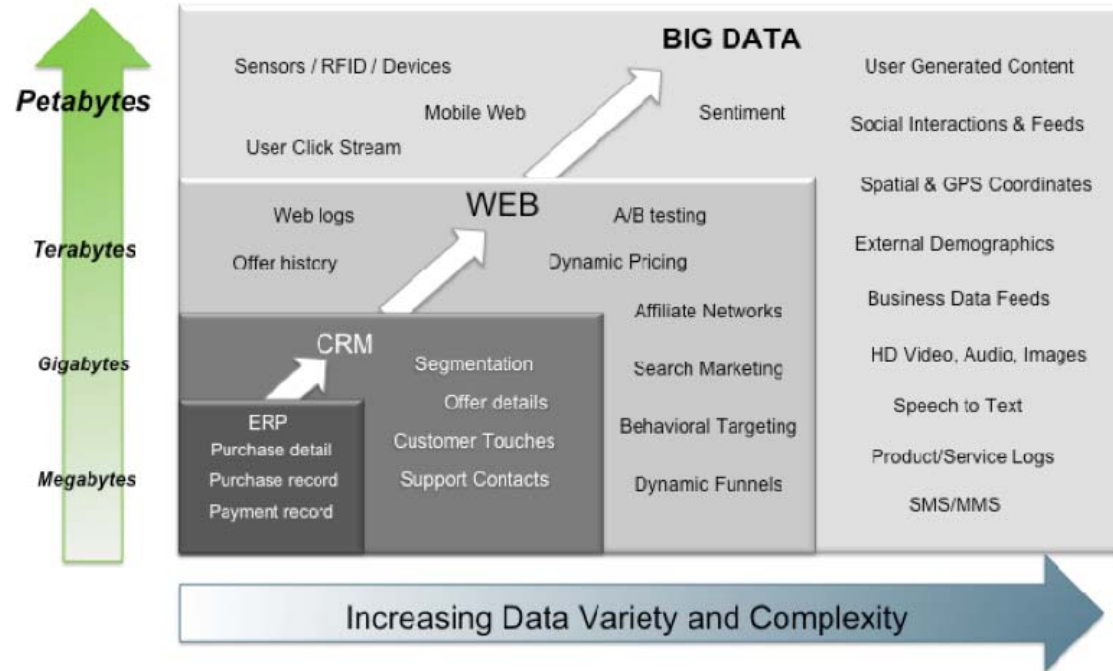 BIG DATA
Sensors / RFID / Devices
User Generated Content
Petabytes
Mobile Web
Sentiment
Social Interactions & Feeds
User Click Stream
Spatial & GPS Coordinates
WEB
Web logs
A/B testing
Terabytes
External Demographics
Offer history
Dynamic Pricing
Business Data Feeds
Affiliate Networks
CRM
HD Video, Audio, Images
Gigabytes
Segmentation
Search Marketing
Offer details
Speech to Text
ERP
Behavioral Targeting
Purchase detail
Customer Touches
Product/Service Logs
Megabytes
Purchase record
Support Contacts
Dynamic Funnels
Payment record
SMS/MMS
Increasing Data Variety and Complexity